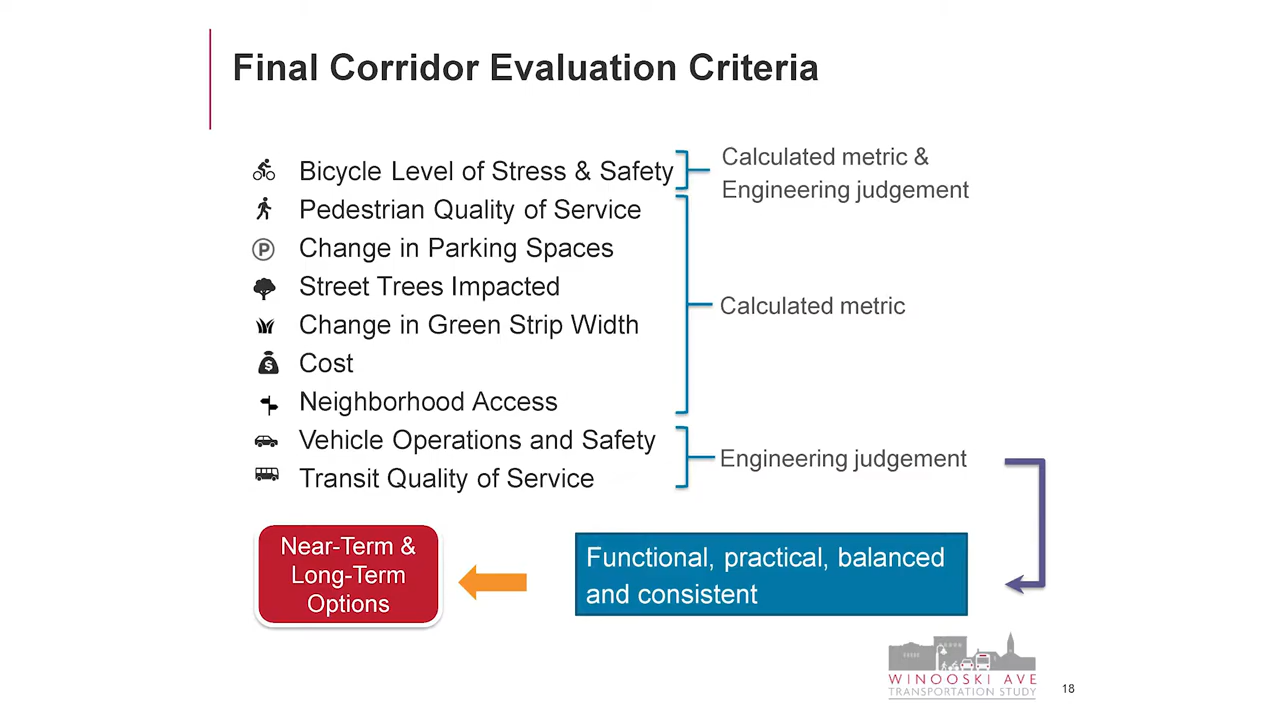 Final Corridor Evaluation Criteria
Bicycle Level of Stress & Safety
Calculated metric &
Engineering judgement
Pedestrian Quality of Service
P
Change in Parking Spaces
Street Trees Impacted
Calculated metric
Change in Green Strip Width
$
Cost
Neighborhood Access
Vehicle Operations and Safety
Engineering judgement
Transit Quality of Service
Near-Term &
Long-Term
Options
Functional, practical, balanced
and consistent
WINOOSKI AVE
TRANSPORTATION STUDY
18